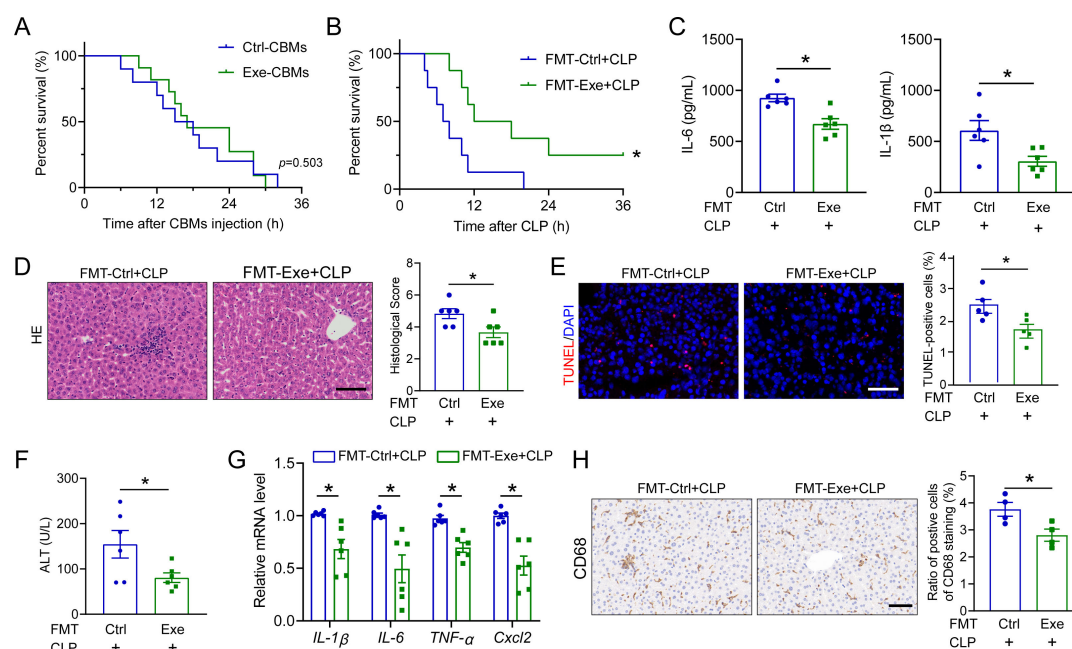 A
Percent survival (%)
100
50
0
0 12 24 36
Time after CBMs injection (h)
Ctrl-CBMs
Exe-CBMs
p=0.503
B
Percent survival (%)
100
50
0
0 12 24 36
Time after CLP (h)
FMT-Ctrl+CLP
FMT-Exe+CLP
*
C
IL-6 (pg/mL)
1500
1000
500
0
*
FMT Ctrl Exe
CLP + +
IL-1β (pg/mL)
1500
1000
500
0
*
Ctrl Exe
+ +
D
FMT-Ctrl+CLP FMT-Exe+CLP
HE
Histological Score
8
6
4
2
0
*
FMT Ctrl Exe
CLP + +
E
FMT-Ctrl+CLP FMT-Exe+CLP
TUNEL/DAPI
TUNEL-positive cells (%)
4
3
2
1
0
*
FMT Ctrl Exe
CLP + +
F
ALT (U/L)
300
200
100
0
*
FMT Ctrl Exe
CLP + +
G
FMT-Ctrl+CLP FMT-Exe+CLP
Relative mRNA level
1.5
1.0
0.5
0.0
* * * *
IL-1β IL-6 TNF-α Cxcl2
H
FMT-Ctrl+CLP FMT-Exe+CLP
CD68
Ratio of postive cells
of CD68 staining (%)
5
4
3
2
1
0
*
FMT Ctrl Exe
CLP + +